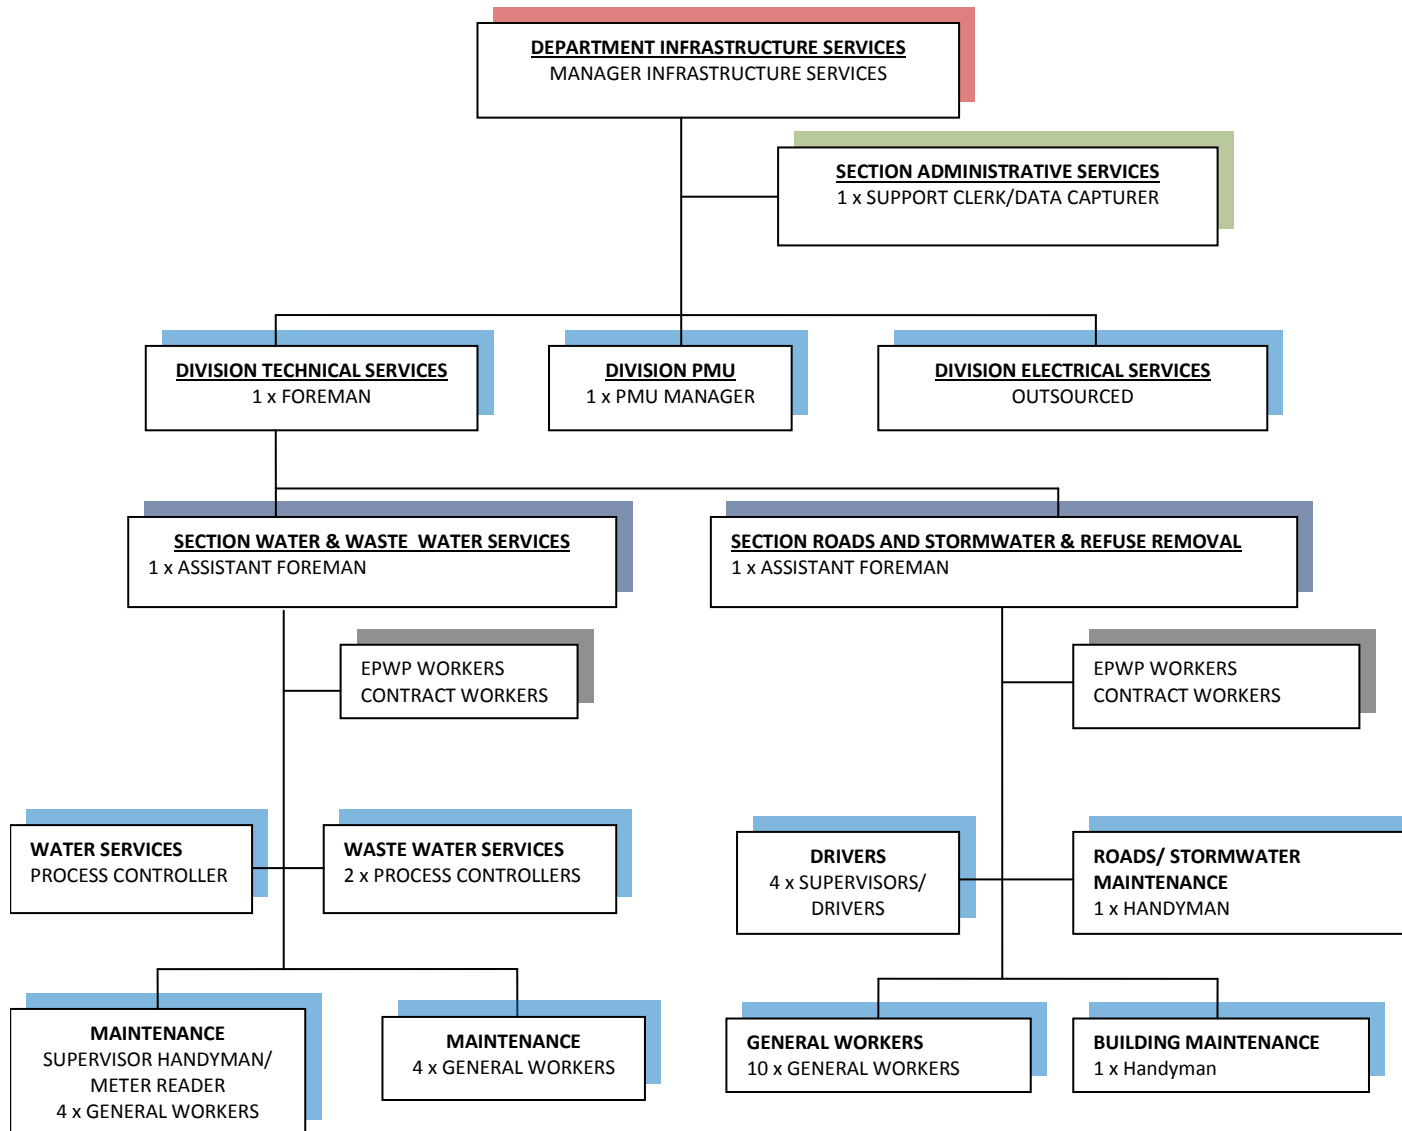 DEPARTMENT INFRASTRUCTURE SERVICES
MANAGER INFRASTRUCTURE SERVICES
SECTION ADMINISTRATIVE SERVICES
1 x SUPPORT CLERK/DATA CAPTURER
DIVISION TECHNICAL SERVICES
1 x FOREMAN
DIVISION PMU
1 x PMU MANAGER
DIVISION ELECTRICAL SERVICES
OUTSOURCED
SECTION WATER & WASTE  WATER SERVICES
1 x ASSISTANT FOREMAN
SECTION ROADS AND STORMWATER & REFUSE REMOVAL
1 x ASSISTANT FOREMAN
EPWP WORKERS
CONTRACT WORKERS
EPWP WORKERS
CONTRACT WORKERS
WATER SERVICES
PROCESS CONTROLLER
WASTE WATER SERVICES
2 x PROCESS CONTROLLERS
DRIVERS
4 x SUPERVISORS/
DRIVERS
ROADS/ STORMWATER
MAINTENANCE
1 x HANDYMAN
MAINTENANCE
SUPERVISOR HANDYMAN/
METER READER
4 x GENERAL WORKERS
MAINTENANCE
4 x GENERAL WORKERS
GENERAL WORKERS
10 x GENERAL WORKERS
BUILDING MAINTENANCE
1 x Handyman